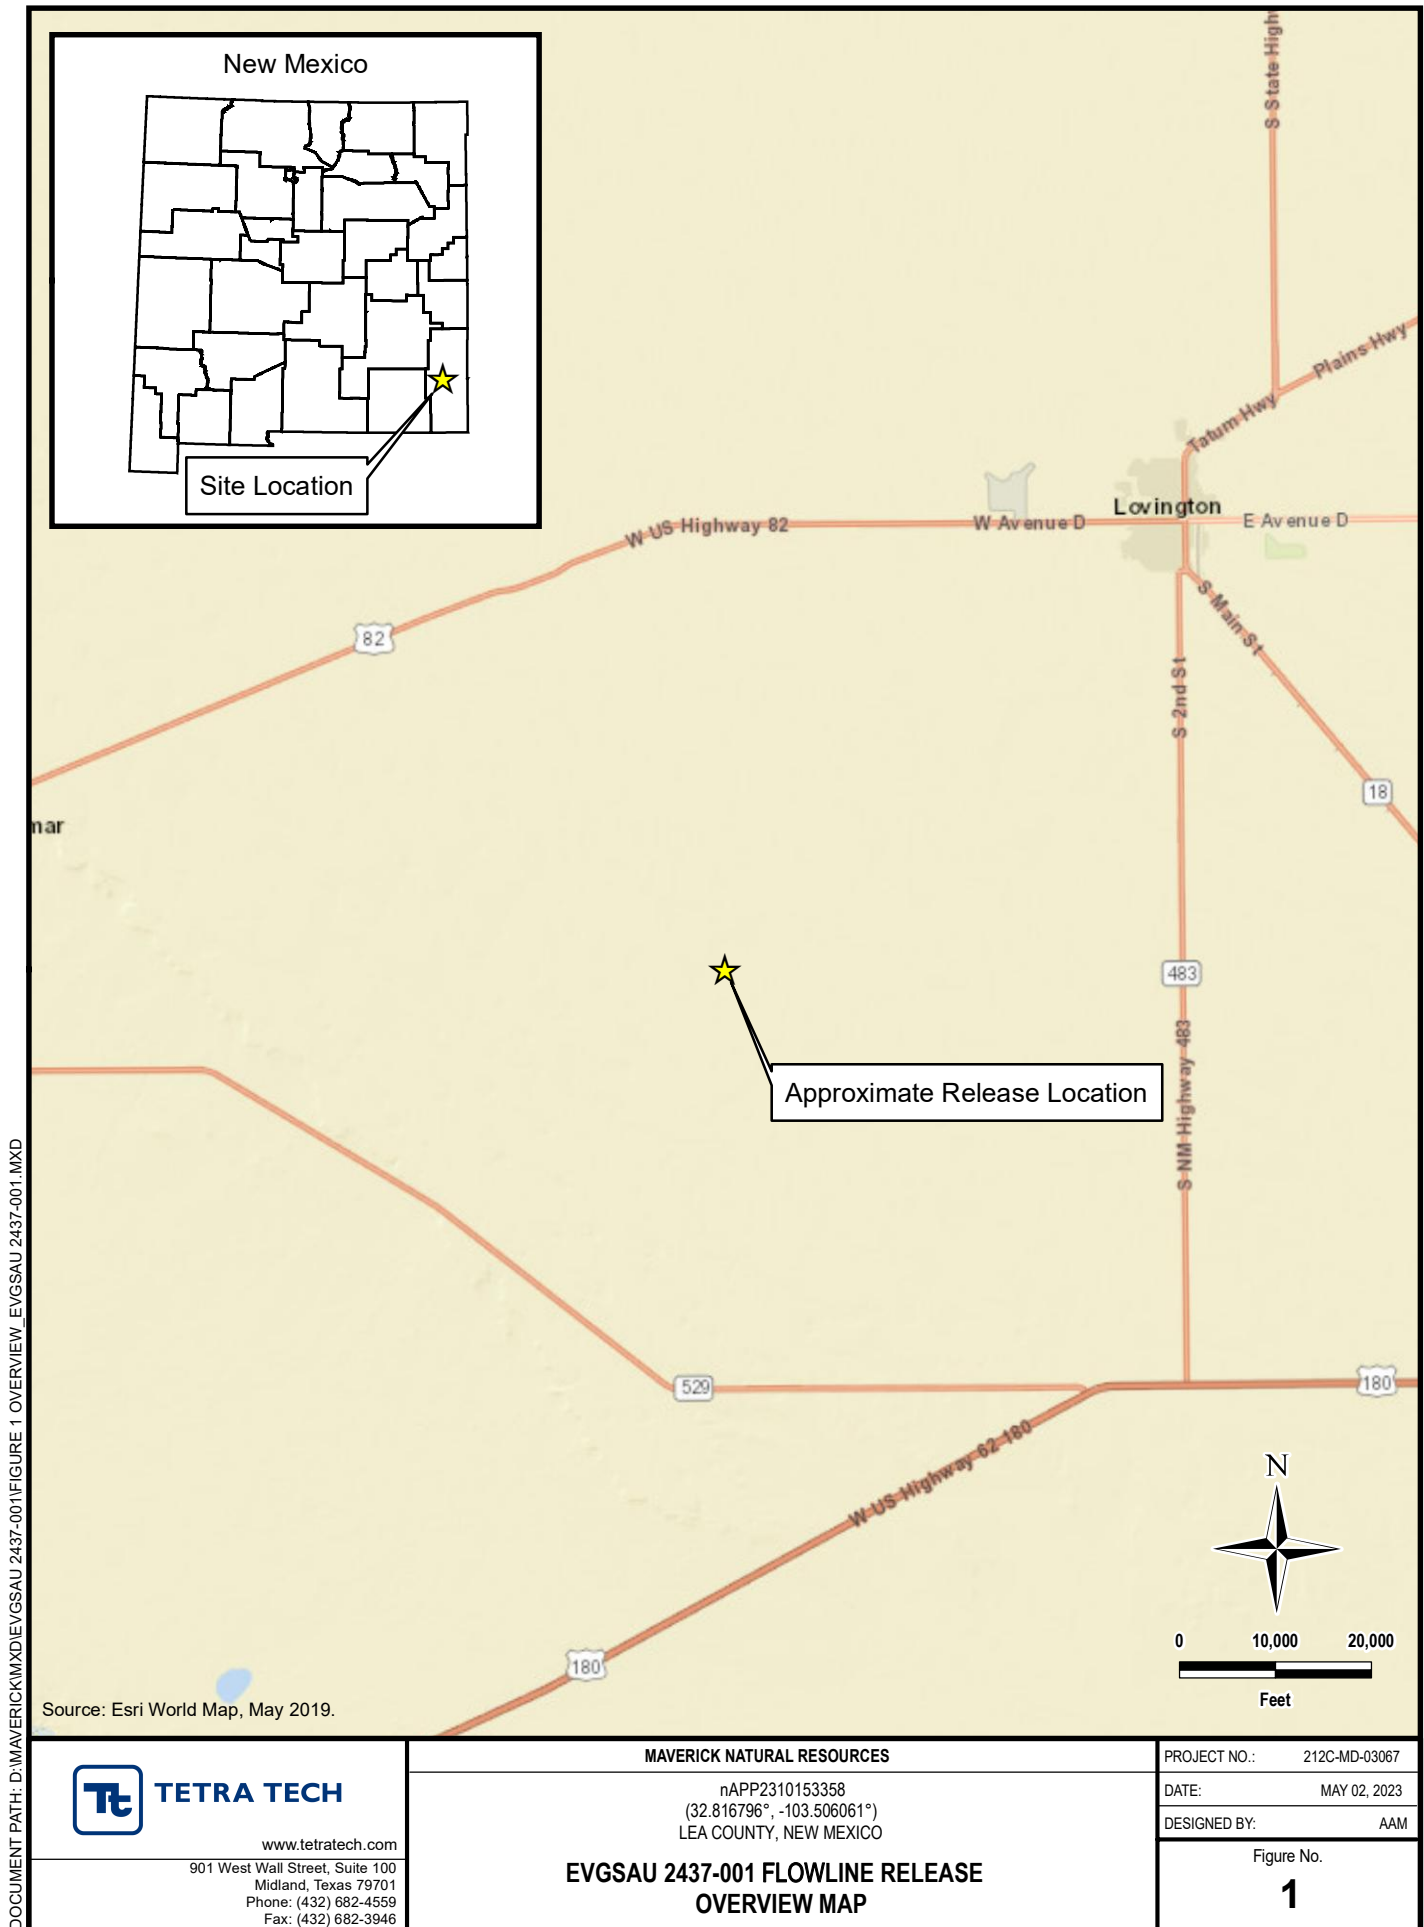 New Mexico
Site Location
S State High
Plains Hwy
Tatum Hwy
Lovington
W US Highway 82
W Avenue D
E Avenue D
82
S Main St
S 2nd St
18
mar
483
S NM Highway 483
Approximate Release Location
529
180
W US Highway 62 180
180
N
0 10,000 20,000
Feet
Source: Esri World Map, May 2019.
DOCUMENT PATH: D:\MAVERICK\MXD\EVGSAU 2437-001\FIGURE 1 OVERVIEW_EVGSAU 2437-001.MXD
Tt TETRA TECH
www.tetratech.com
901 West Wall Street, Suite 100
Midland, Texas 79701
Phone: (432) 682-4559
Fax: (432) 682-3946
MAVERICK NATURAL RESOURCES
nAPP2310153358
(32.816796°, -103.506061°)
LEA COUNTY, NEW MEXICO
EVGSAU 2437-001 FLOWLINE RELEASE
OVERVIEW MAP
PROJECT NO.: 212C-MD-03067
DATE: MAY 02, 2023
DESIGNED BY: AAM
Figure No.
1